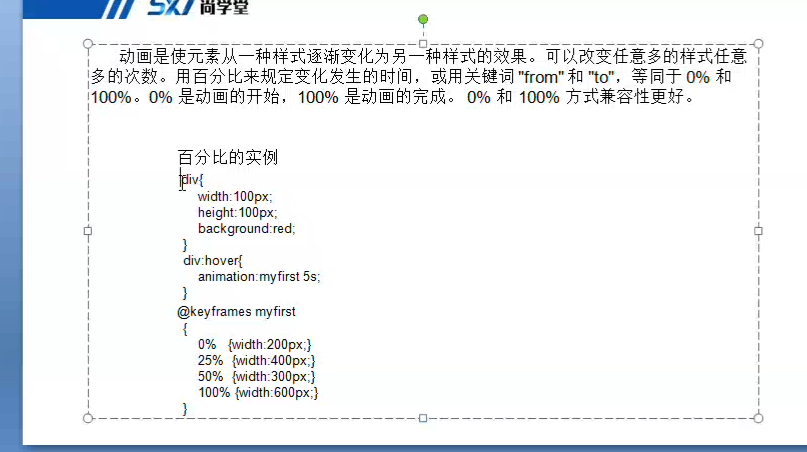 SXT尚学堂
动画是使元素从一种样式逐渐变化为另一种样式的效果。可以改变任意多的样式任意
多的次数。用百分比来规定变化发生的时间，或用关键词 "from" 和 "to"，等同于 0% 和
100%。0% 是动画的开始，100% 是动画的完成。 0% 和 100% 方式兼容性更好。
百分比的实例
div{
width:100px;
height:100px;
background:red;
}
div:hover{
animation:myfirst 5s;
}
@keyframes myfirst
{
0% {width:200px;}
25% {width:400px;}
50% {width:300px;}
100% {width:600px;}
}